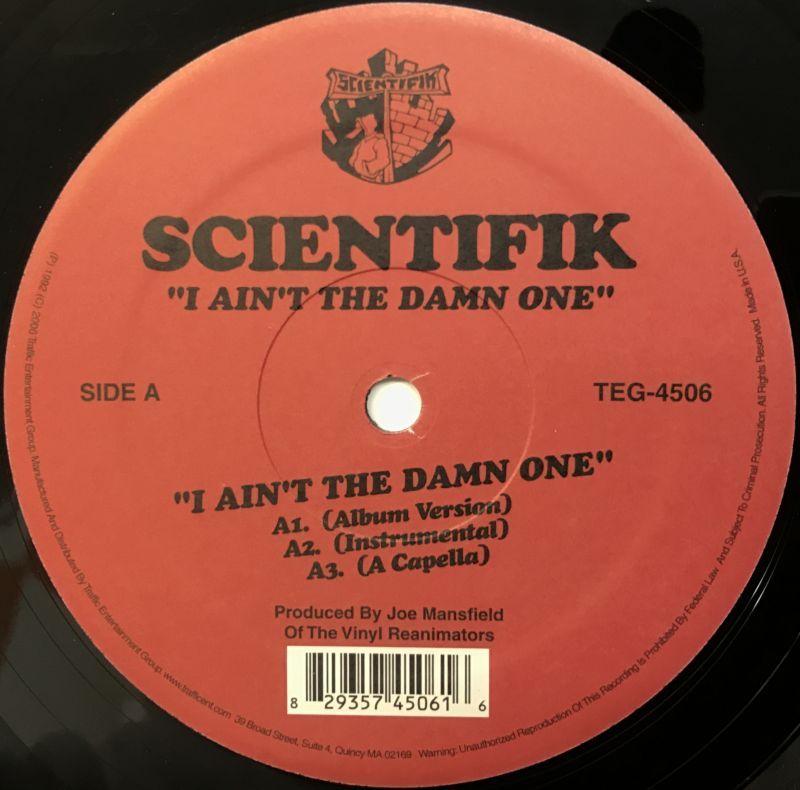 SCIENTIFIK
SCIENTIFIK
"I AIN'T THE DAMN ONE"
SIDE A
TEG-4506
"I AIN'T THE DAMN ONE"
A1. (Album Version)
A2. (Instrumental)
A3. (A Capella)
Produced By Joe Mansfield
Of The Vinyl Reanimators
8 29357 45061 6
(P) 1992 (C) 2006 Traffic Entertainment Group. Manufactured And Distributed By Traffic Entertainment Group. www.trafficent.com 39 Broad Street, Suite 4, Quincy MA 02169 Warning: Unauthorized Reproduction Of This Recording Is Prohibited By Federal Law And Subject To Criminal Prosecution. All Rights Reserved. Made In U.S.A.